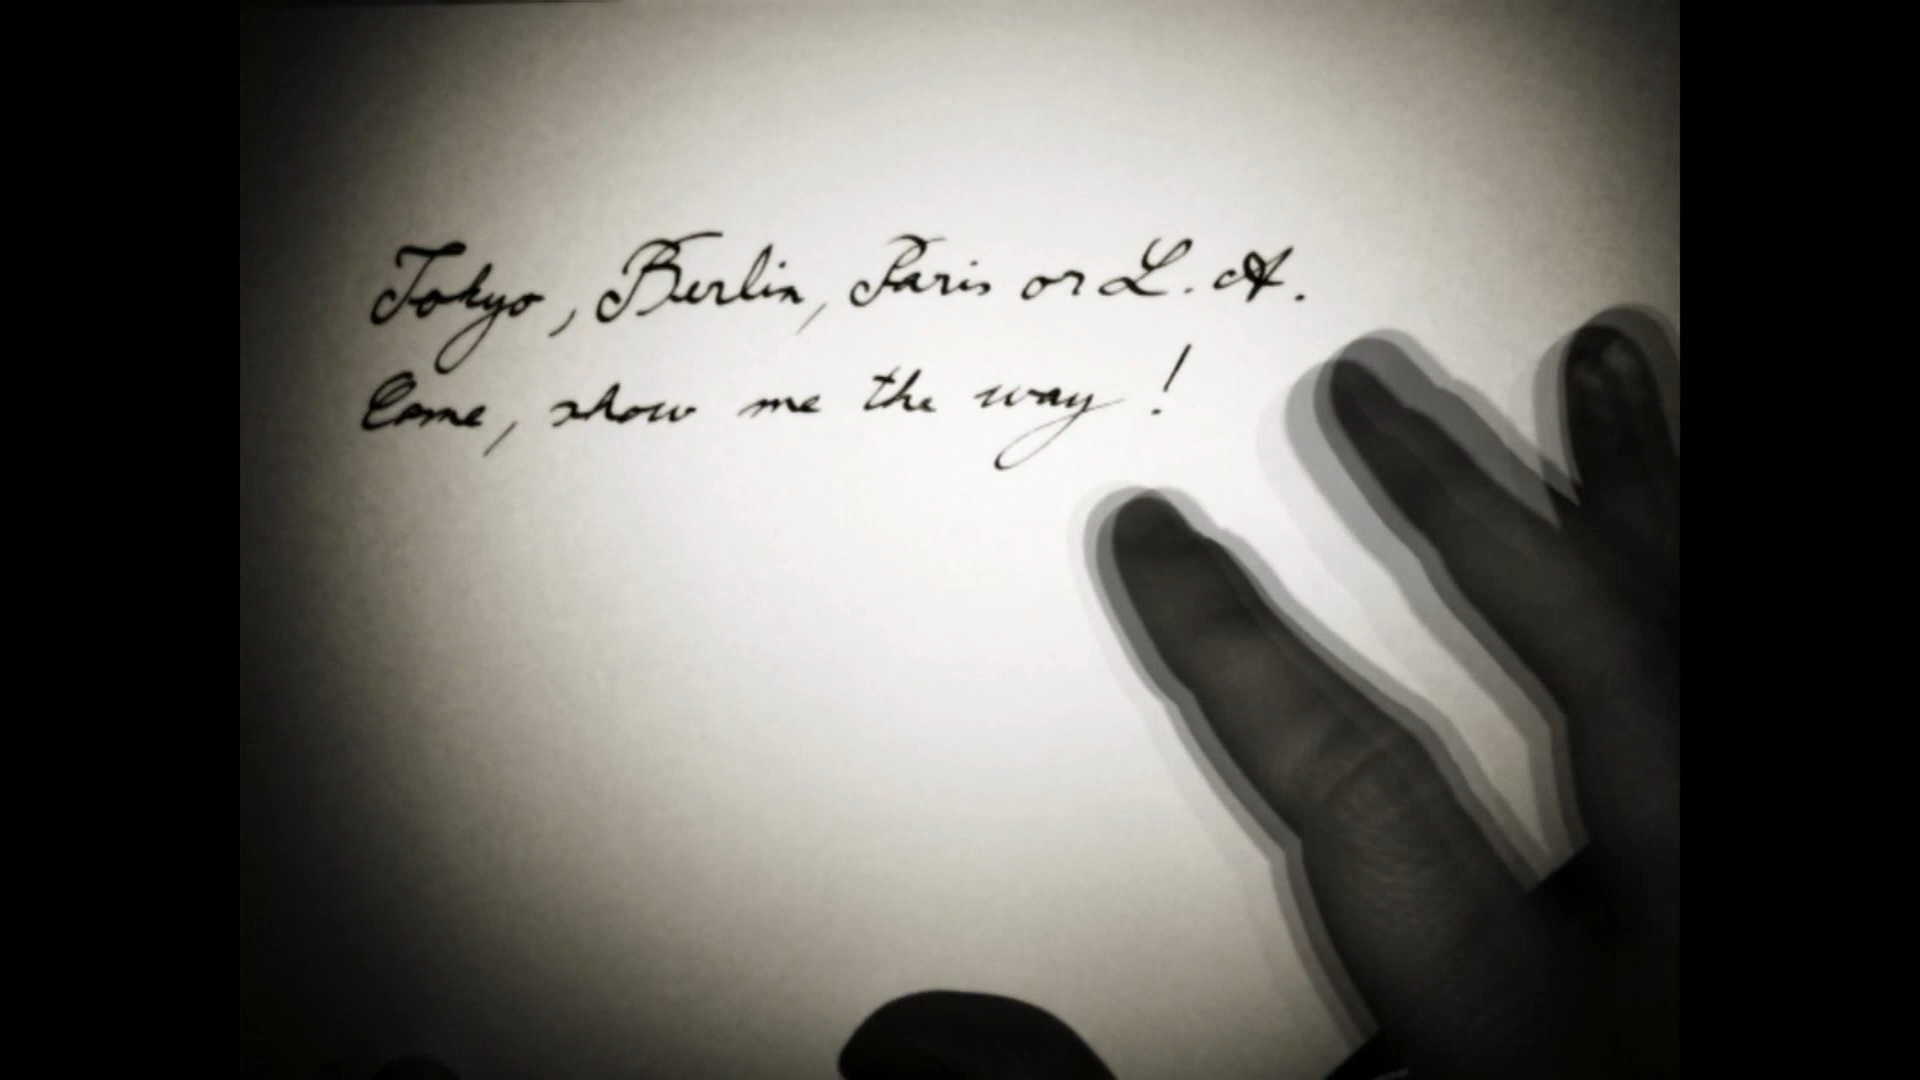 Tokyo, Berlin, Paris or L. A.
Come, show me the way!